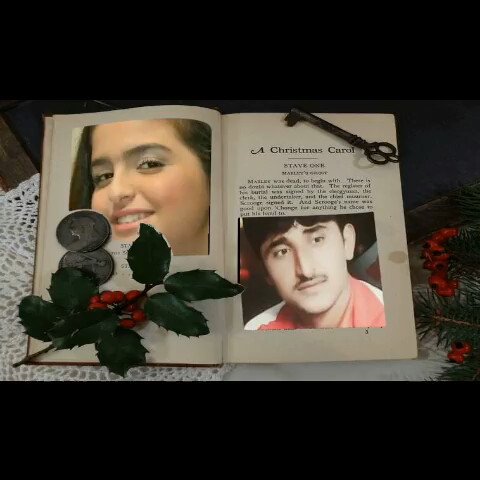 A Christmas Carol
STAVE ONE
MARLEY'S GHOST
MARLEY was dead, to begin with. There is
no doubt whatever about that. The register of
his burial was signed by the clergyman, the
clerk, the undertaker, and the chief mourner.
Scrooge signed it. And Scrooge's name was
good upon 'Change for anything he chose to
put his hand to.